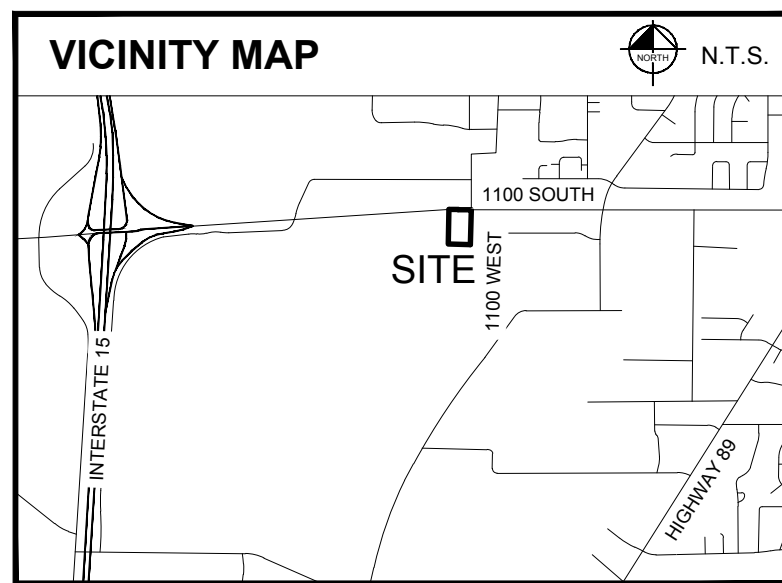 VICINITY MAP
NORTH
N.T.S.
1100 SOUTH
SITE
1100 WEST
INTERSTATE 15
HIGHWAY 89